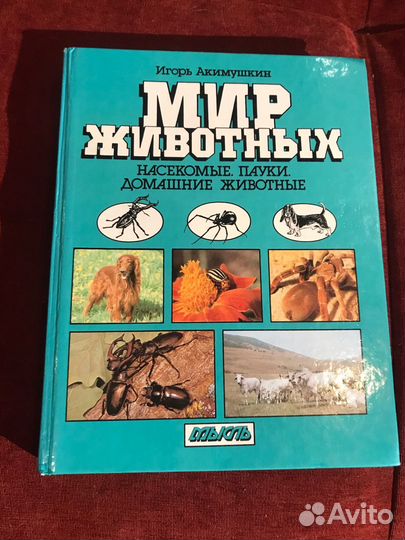 Игорь Акимушкин
МИР
ЖИВОТНЫХ
НАСЕКОМЫЕ. ПАУКИ.
ДОМАШНИЕ ЖИВОТНЫЕ
МЫСЛЬ
Avito